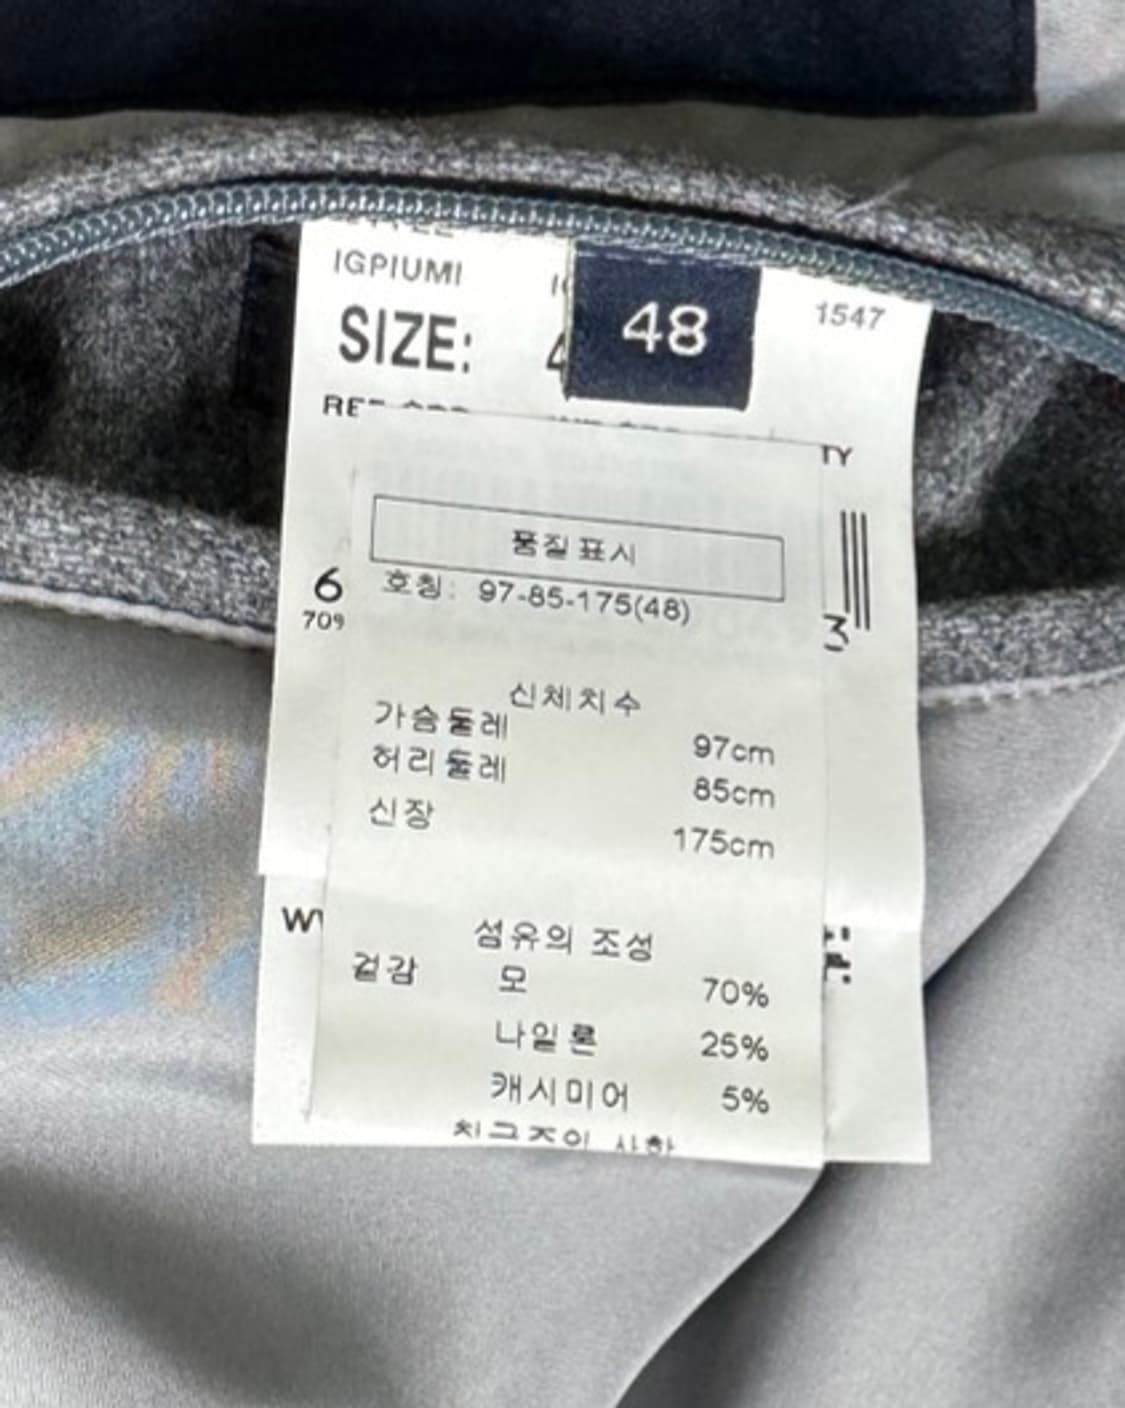 IGPIUMI
48
1547
SIZE:
TY
품질표시
호칭: 97-85-175(48)
6
3
신체치수
가슴둘레 97cm
허리둘레 85cm
신장 175cm
섬유의 조성
겉감 모 70%
나일론 25%
캐시미어 5%